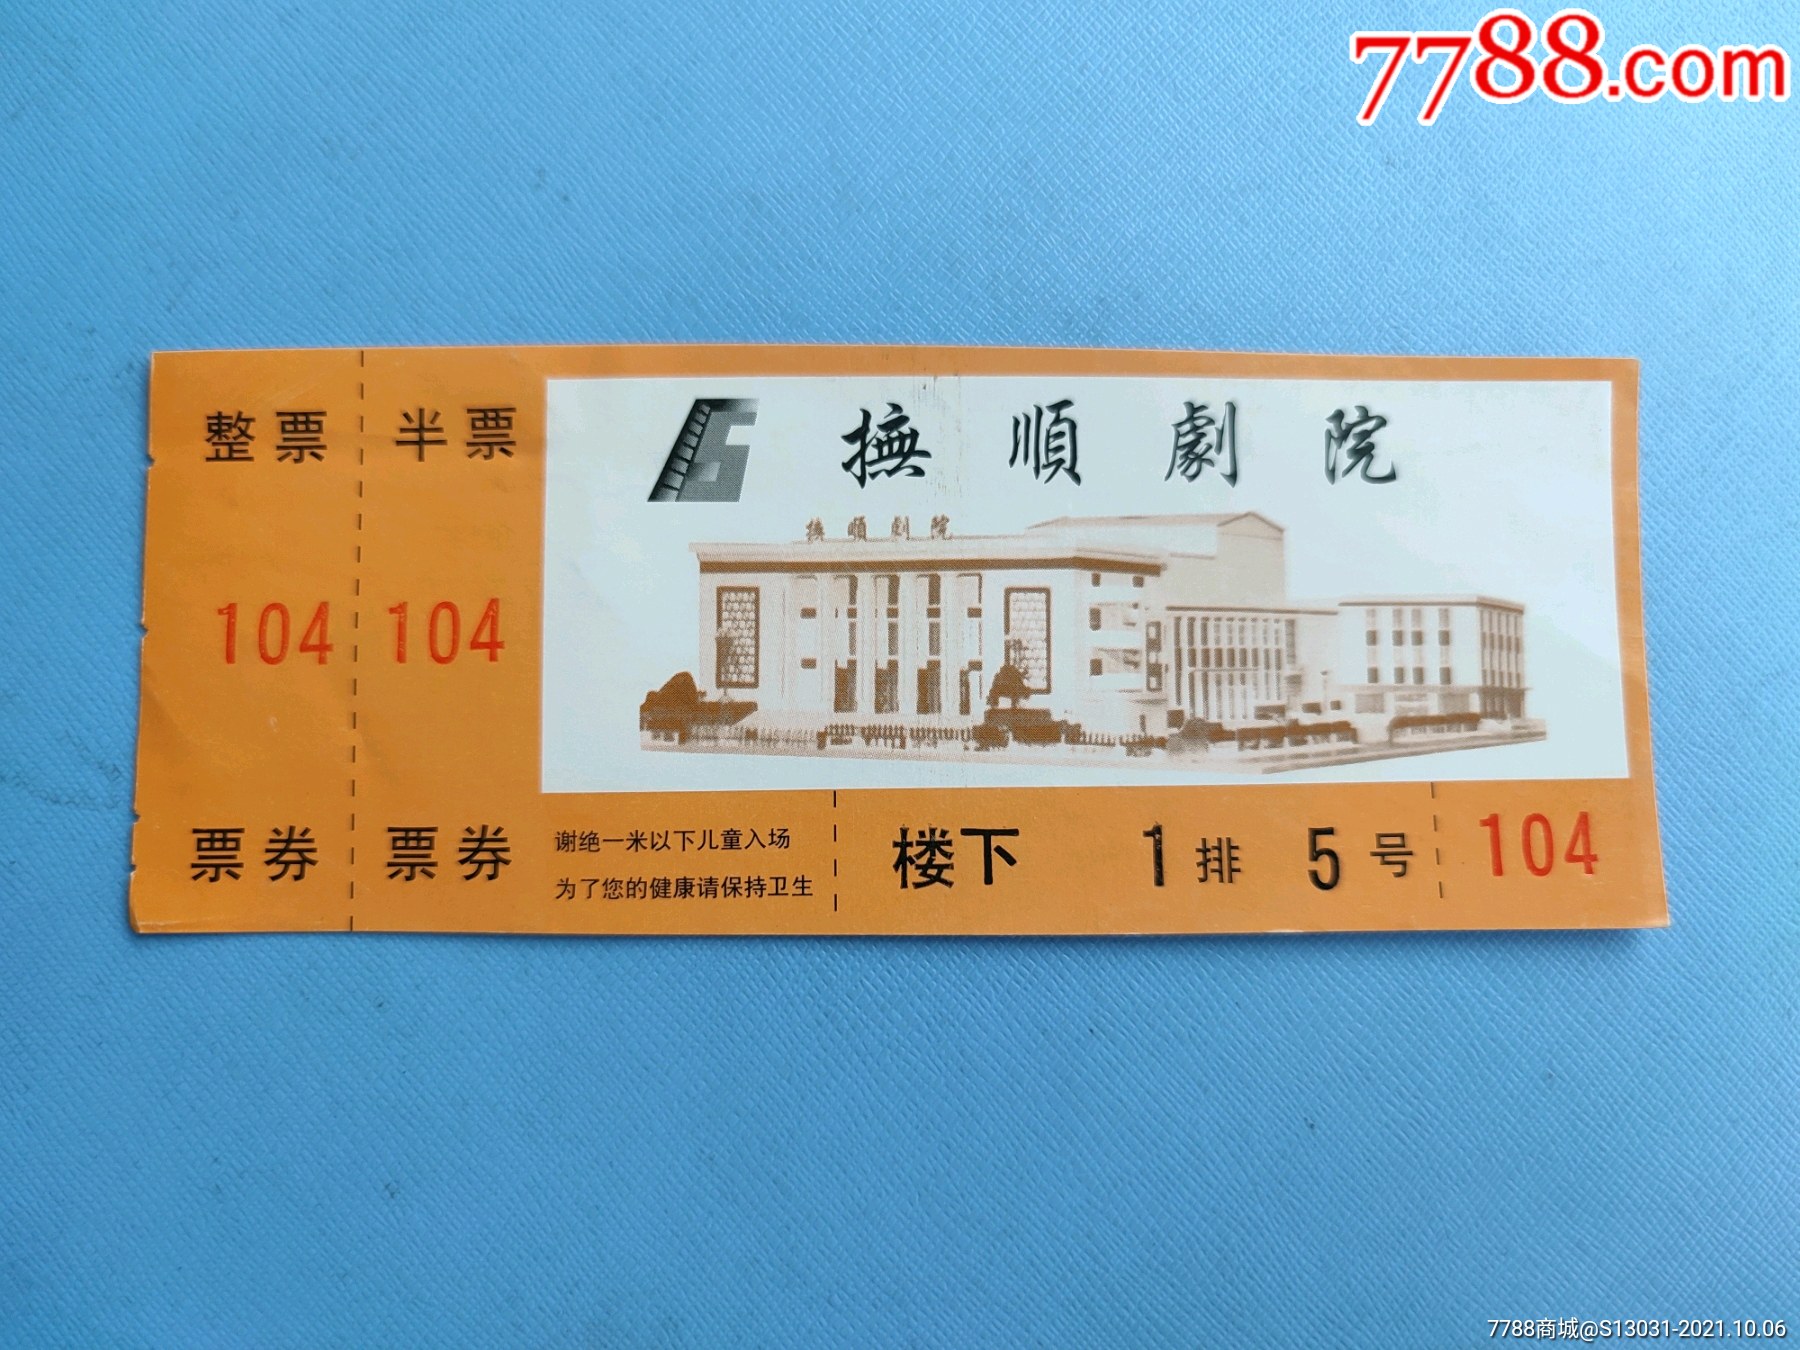 7788.com
整票 半票
撫順劇院
撫順劇院
104 104
票券 票券
谢绝一米以下儿童入场
为了您的健康请保持卫生
楼下 1排 5号 104
7788商城@S13031-2021.10.06